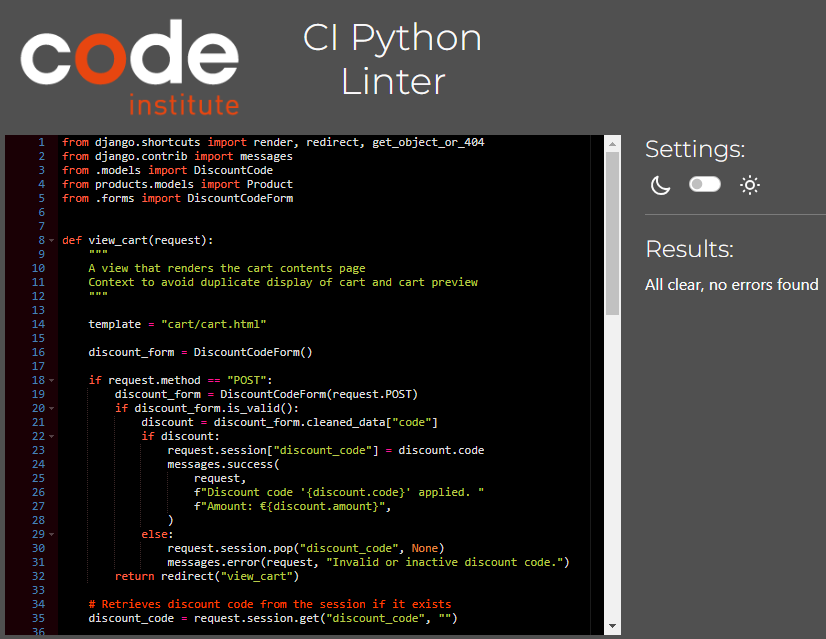 code
institute
CI Python
Linter
1 from django.shortcuts import render, redirect, get_object_or_404
2 from django.contrib import messages
3 from .models import DiscountCode
4 from products.models import Product
5 from .forms import DiscountCodeForm
6
7
8 def view_cart(request):
9     """
10     A view that renders the cart contents page
11     Context to avoid duplicate display of cart and cart preview
12     """
13
14     template = "cart/cart.html"
15
16     discount_form = DiscountCodeForm()
17
18     if request.method == "POST":
19         discount_form = DiscountCodeForm(request.POST)
20         if discount_form.is_valid():
21             discount = discount_form.cleaned_data["code"]
22             if discount:
23                 request.session["discount_code"] = discount.code
24                 messages.success(
25                     request,
26                     f"Discount code '{discount.code}' applied. "
27                     f"Amount: €{discount.amount}",
28                 )
29             else:
30                 request.session.pop("discount_code", None)
31                 messages.error(request, "Invalid or inactive discount code.")
32         return redirect("view_cart")
33
34     # Retrieves discount code from the session if it exists
35     discount_code = request.session.get("discount_code", "")
36
Settings:
Results:
All clear, no errors found